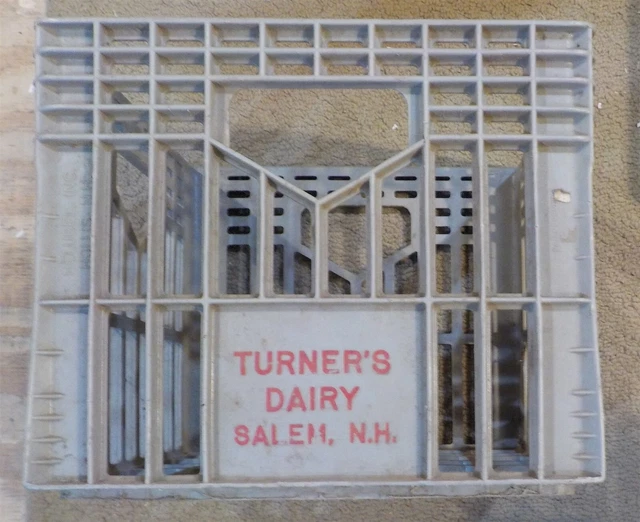 TURNER'S
DAIRY
SALEM, N.H.